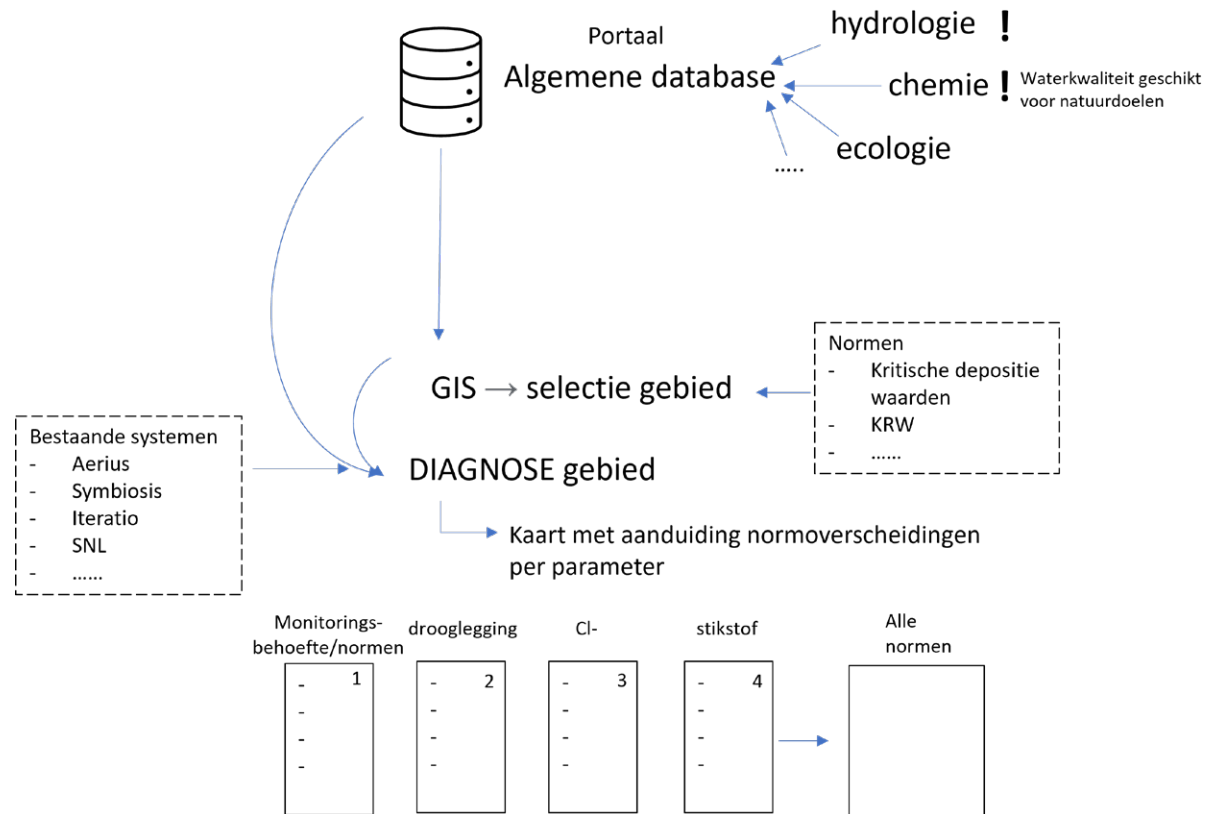 Portaal
Algemene database
hydrologie !
chemie !
Waterkwaliteit geschikt
voor natuurdoelen
ecologie
.....
GIS → selectie gebied
Normen
- Kritische depositie
waarden
- KRW
- ......
Bestaande systemen
- Aerius
- Symbiosis
- Iteratio
- SNL
- ......
DIAGNOSE gebied
Kaart met aanduiding normoverscheidingen
per parameter
Monitorings-
behoefte/normen
drooglegging
Cl-
stikstof
Alle
normen
- 1
-
-
-
- 2
-
-
-
- 3
-
-
-
- 4
-
-
-